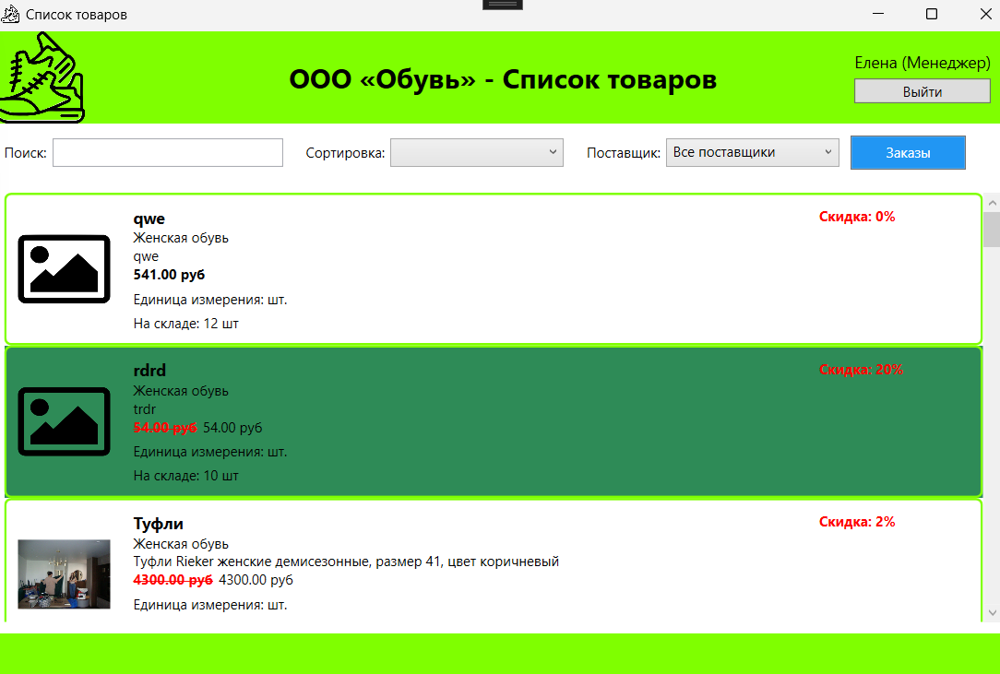 Список товаров
ООО «Обувь» - Список товаров
Елена (Менеджер)
Выйти
Поиск:
Сортировка:
Поставщик: Все поставщики
Заказы
qwe
Скидка: 0%
Женская обувь
qwe
541.00 руб
Единица измерения: шт.
На складе: 12 шт
rdrd
Скидка: 20%
Женская обувь
trdr
54.00 руб 54.00 руб
Единица измерения: шт.
На складе: 10 шт
Туфли
Скидка: 2%
Женская обувь
Туфли Rieker женские демисезонные, размер 41, цвет коричневый
4300.00 руб 4300.00 руб
Единица измерения: шт.